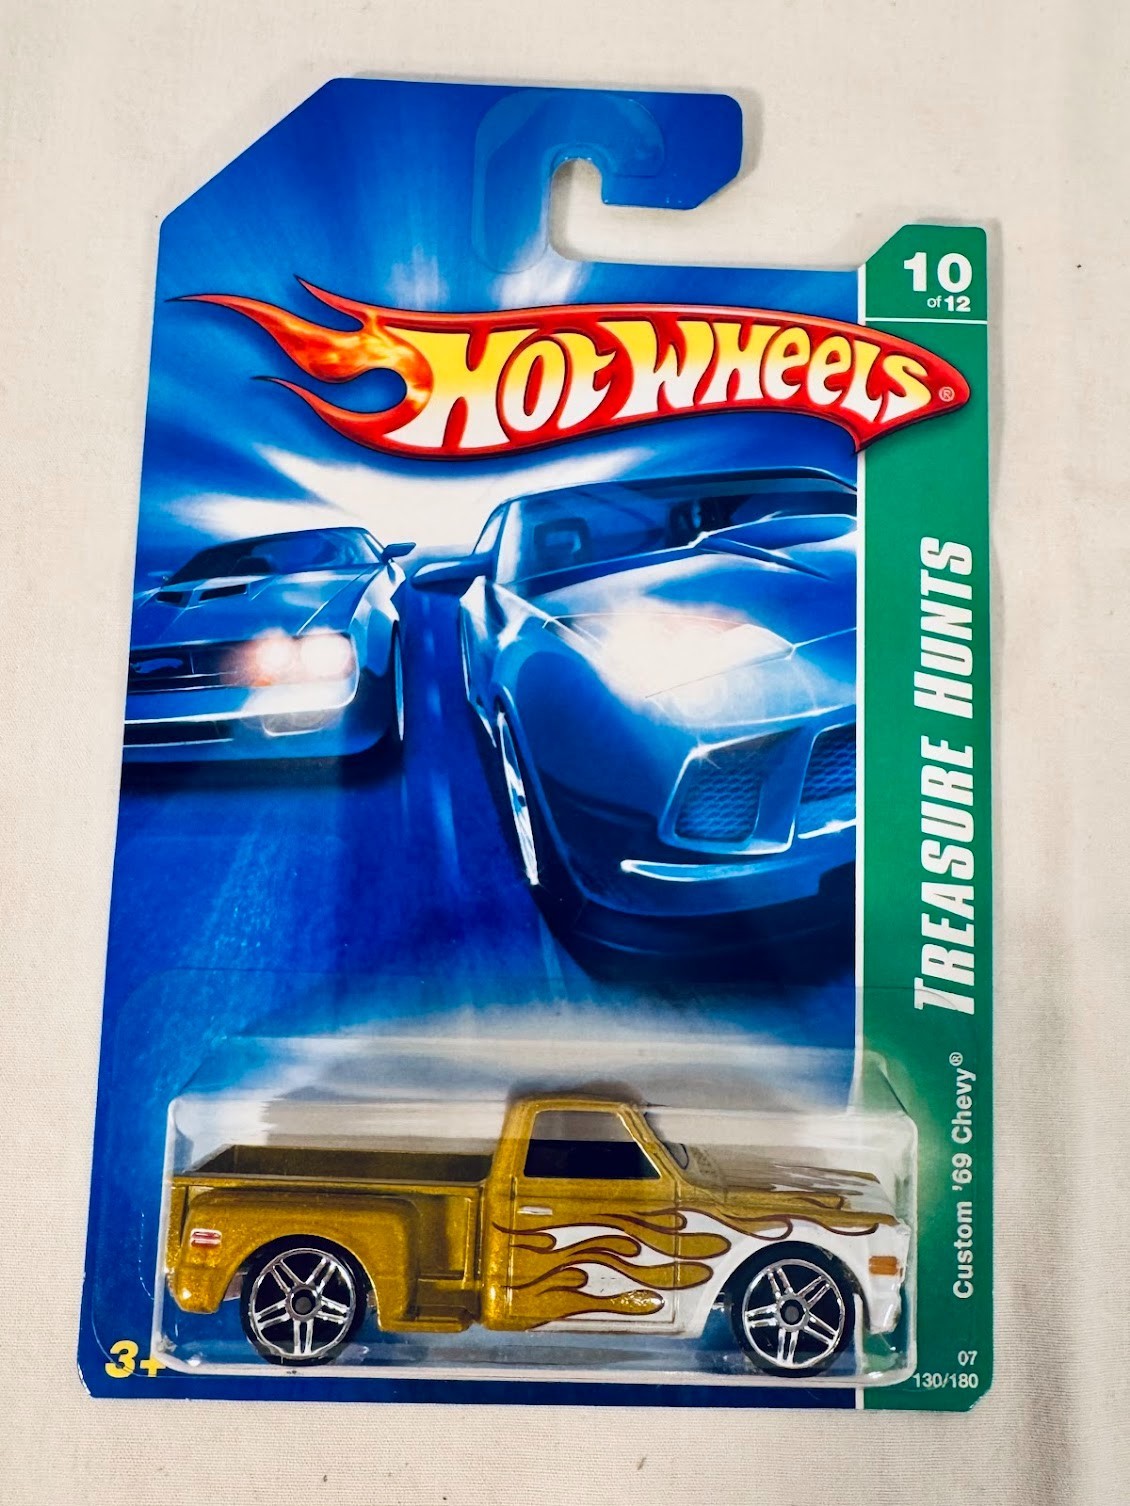 10
of 12
HOT WHEELS®
TREASURE HUNTS
Custom '69 Chevy®
3+
07
130/180